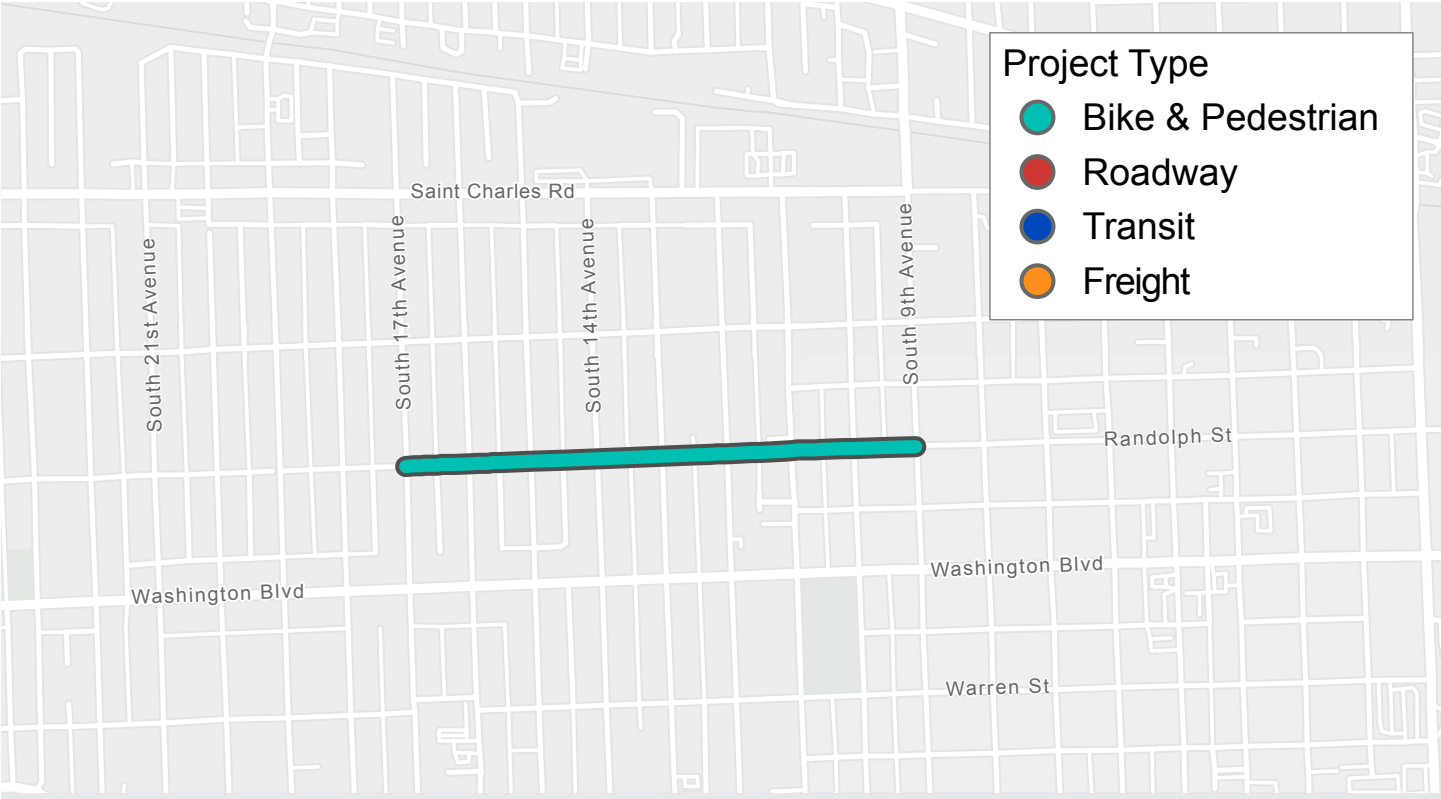 Project Type
Bike & Pedestrian
Roadway
Transit
Freight
Saint Charles Rd
South 21st Avenue
South 17th Avenue
South 14th Avenue
South 9th Avenue
Randolph St
Washington Blvd
Washington Blvd
Warren St